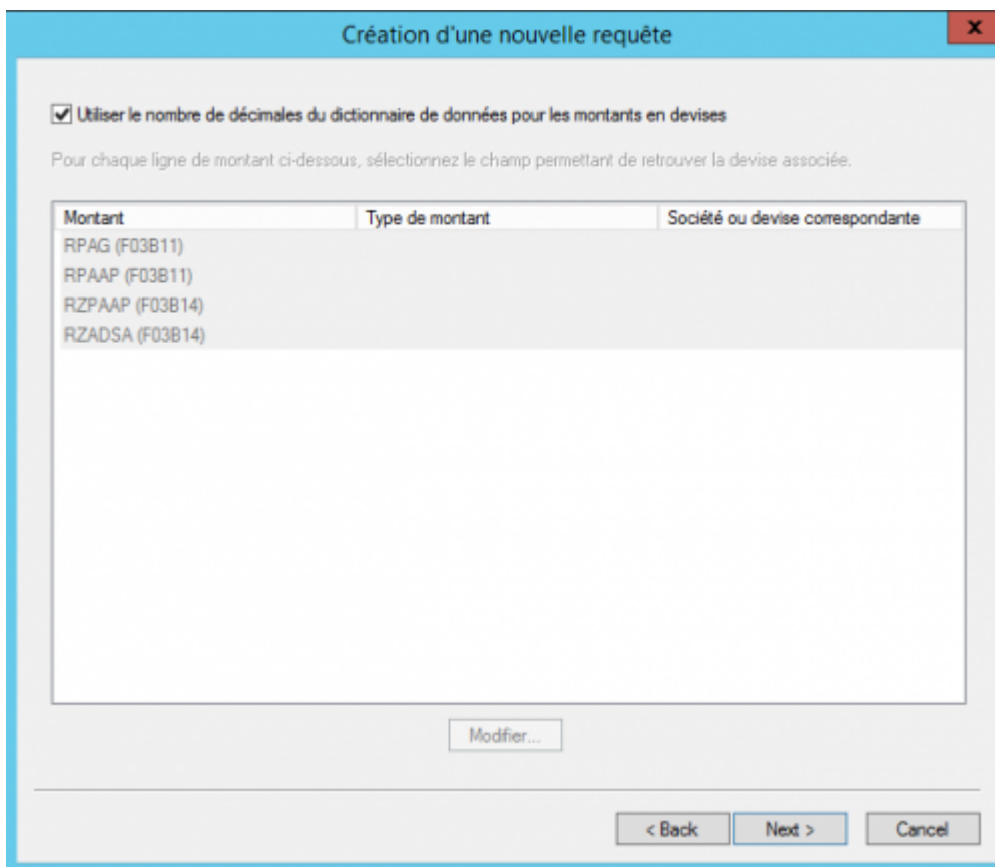 Création d'une nouvelle requête
x
Utiliser le nombre de décimales du dictionnaire de données pour les montants en devises
Pour chaque ligne de montant ci-dessous, sélectionnez le champ permettant de retrouver la devise associée.
Montant Type de montant Société ou devise correspondante
RPAG (F03B11)
RPAAP (F03B11)
RZPAAP (F03B14)
RZADSA (F03B14)
Modifier...
< Back Next > Cancel